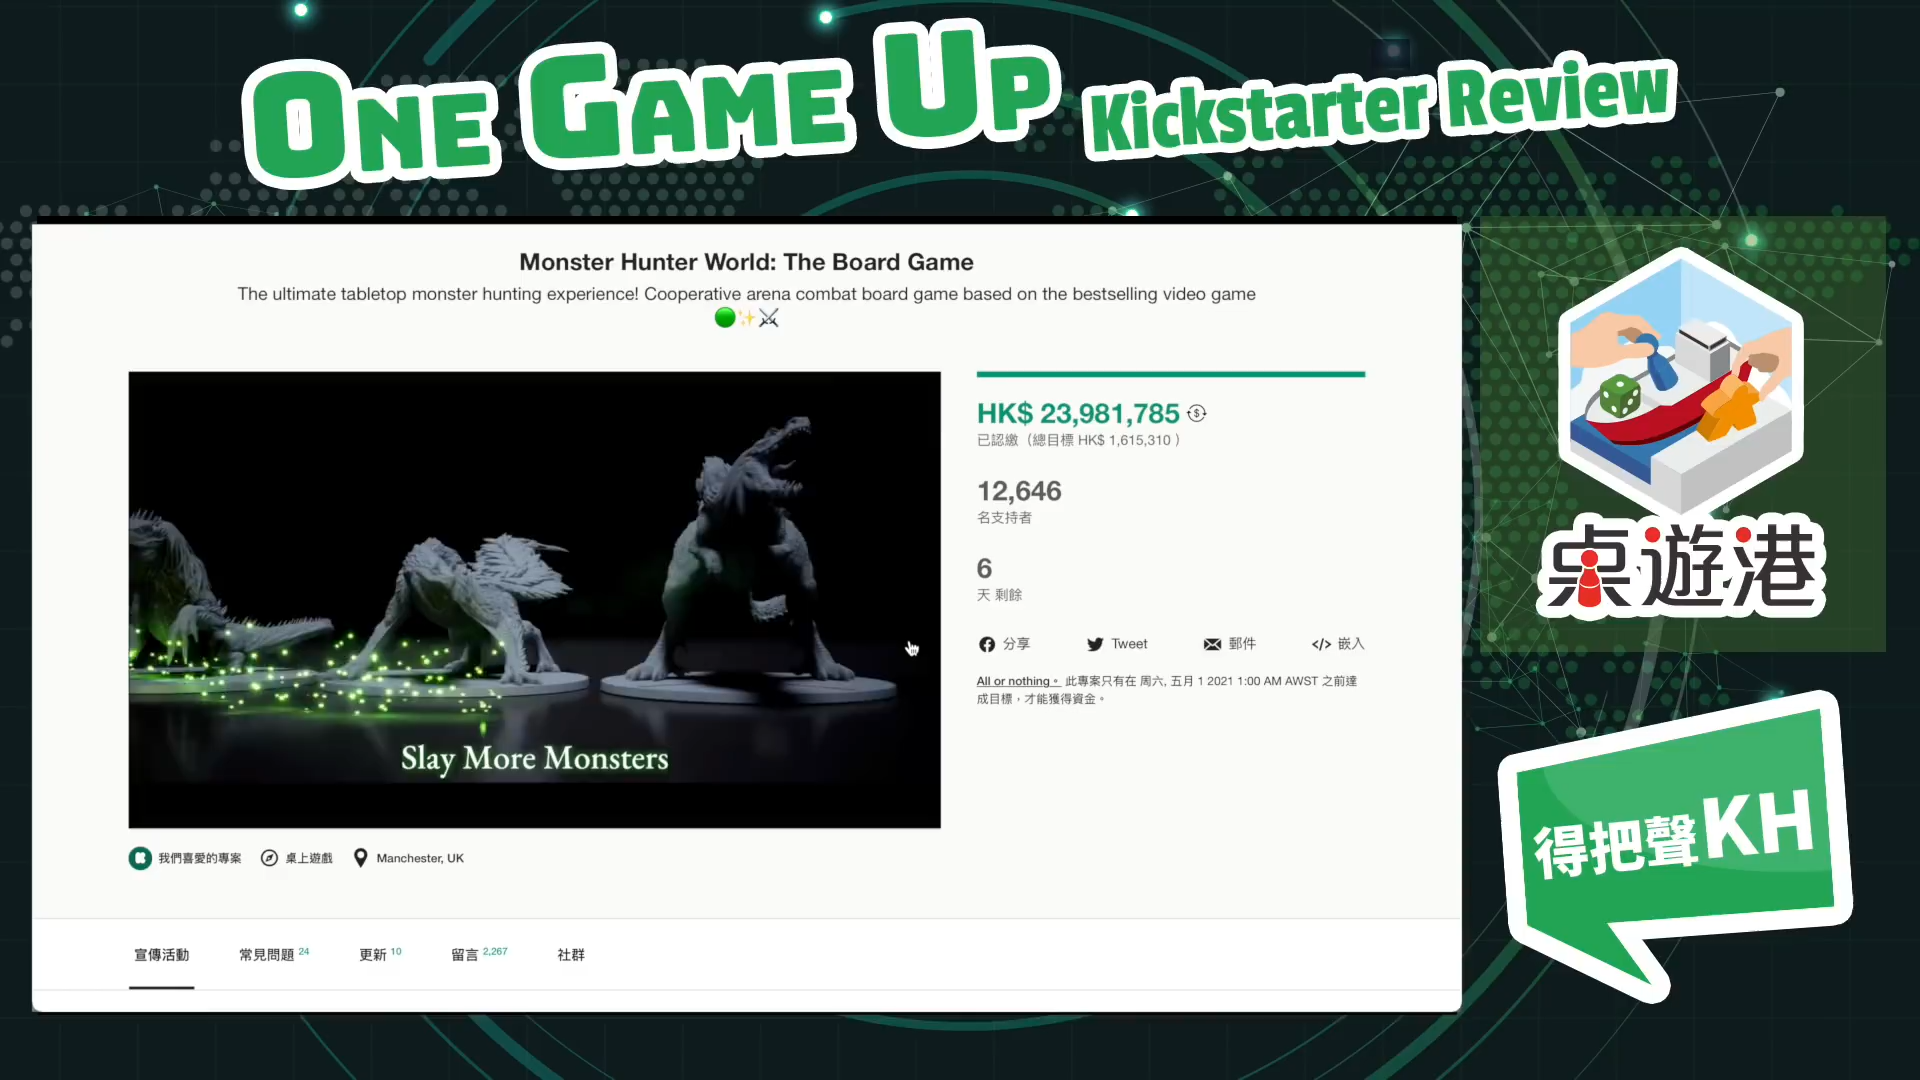 ONE GAME UP Kickstarter Review
Monster Hunter World: The Board Game
The ultimate tabletop monster hunting experience! Cooperative arena combat board game based on the bestselling video game
🟢✨⚔
Slay More Monsters
HK$ 23,981,785
已認繳（總目標 HK$ 1,615,310 ）
12,646
名支持者
6
天 剩餘
分享 Tweet 郵件 </> 嵌入
All or nothing。 此專案只有在 周六, 五月 1 2021 1:00 AM AWST 之前達
成目標，才能獲得資金。
我們喜愛的專案 桌上遊戲 Manchester, UK
宣傳活動 常見問題 24 更新 10 留言 2,267 社群
桌遊港
得把聲KH